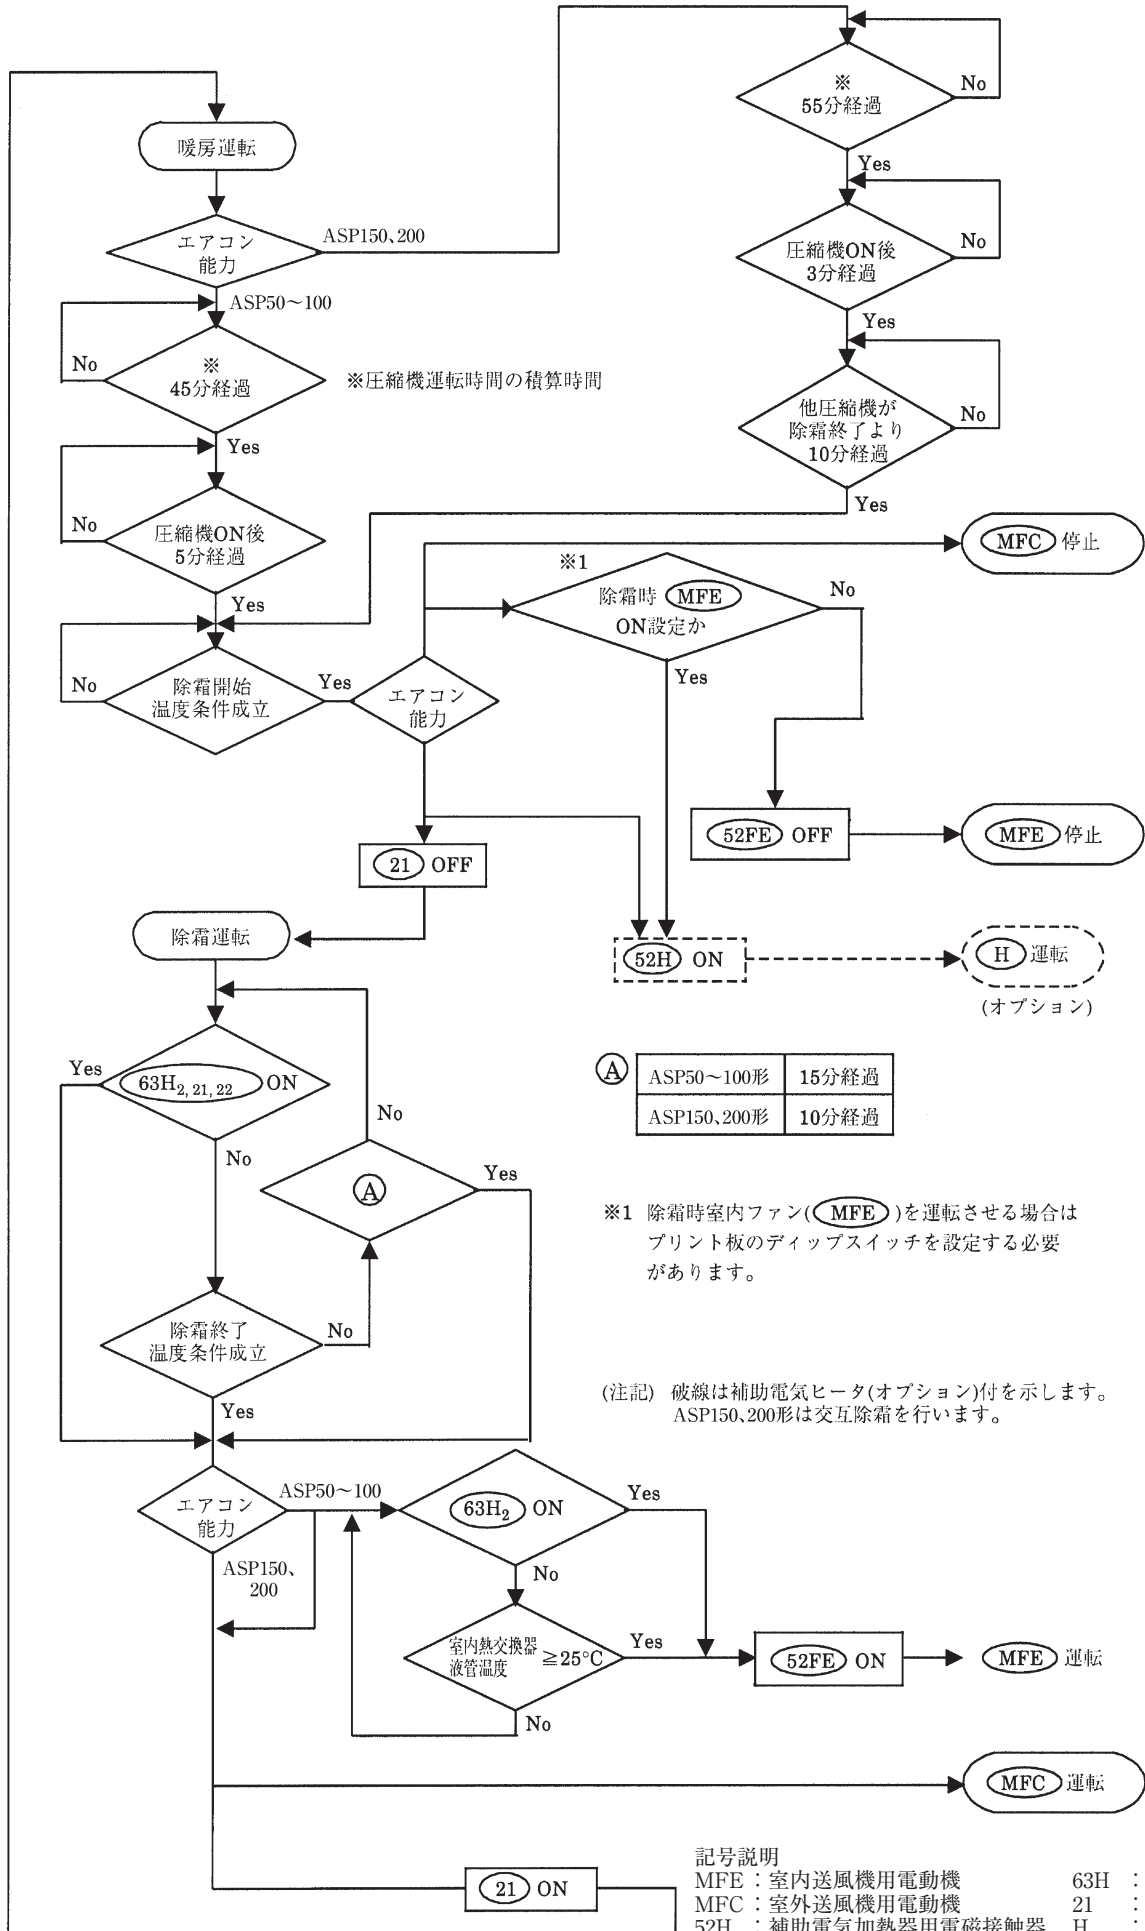 ※
55分経過
No
Yes
暖房運転
エアコン
能力
ASP150、200
ASP50～100
圧縮機ON後
3分経過
No
Yes
※
45分経過
No
Yes
※圧縮機運転時間の積算時間
他圧縮機が
除霜終了より
10分経過
No
Yes
圧縮機ON後
5分経過
No
Yes
MFC 停止
※1
除霜時 MFE
ON設定か
No
Yes
除霜開始
温度条件成立
No
Yes
エアコン
能力
52FE OFF
MFE 停止
21 OFF
除霜運転
52H ON
H 運転
(オプション)
63H2, 21, 22 ON
Yes
No
A
No
Yes
A
ASP50～100形 15分経過
ASP150、200形 10分経過
※1 除霜時室内ファン(MFE)を運転させる場合は
プリント板のディップスイッチを設定する必要
があります。
除霜終了
温度条件成立
No
Yes
(注記) 破線は補助電気ヒータ(オプション)付を示します。
ASP150、200形は交互除霜を行います。
エアコン
能力
ASP50～100
ASP150、
200
63H2 ON
Yes
No
室内熱交換器
液管温度 ≧25°C
Yes
No
52FE ON
MFE 運転
MFC 運転
21 ON
記号説明
MFE：室内送風機用電動機 63H ：
MFC：室外送風機用電動機 21 ：
52H ：補助電気加熱器用電磁接触器 H ：